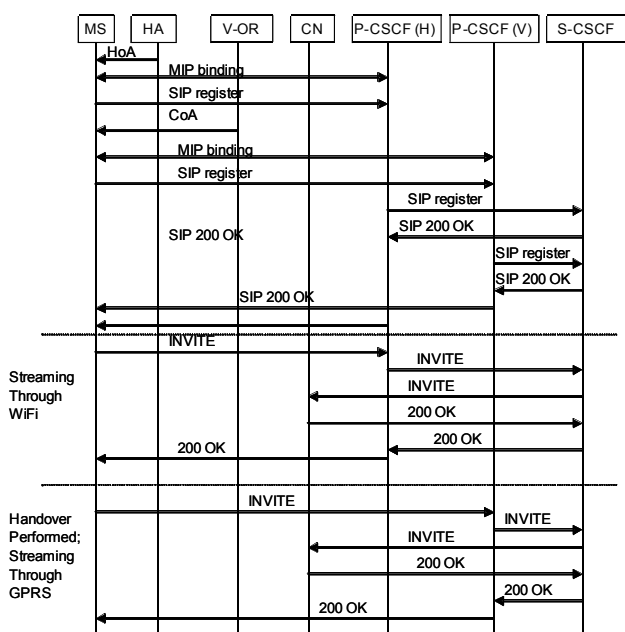 MS HA V-OR CN P-CSCF (H) P-CSCF (V) S-CSCF
HoA
MIP binding
SIP register
CoA
MIP binding
SIP register
SIP register
SIP 200 OK
SIP 200 OK
SIP register
SIP 200 OK
SIP 200 OK
INVITE
INVITE
Streaming
Through
WiFi
INVITE
200 OK
200 OK
200 OK
INVITE
INVITE
Handover
Performed;
Streaming
Through
GPRS
INVITE
200 OK
200 OK
200 OK